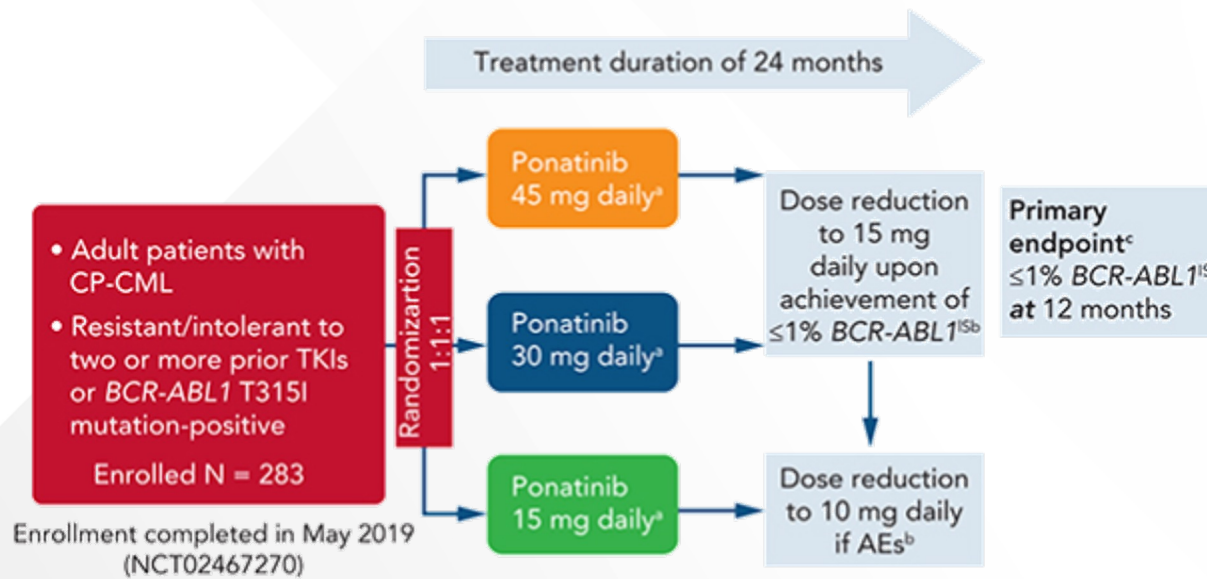 Treatment duration of 24 months
• Adult patients with
CP-CML
• Resistant/intolerant to
two or more prior TKIs
or BCR-ABL1 T315I
mutation-positive
Enrolled N = 283
Enrollment completed in May 2019
(NCT02467270)
Randomizartion
1:1:1
Ponatinib
45 mg dailyᵃ
Ponatinib
30 mg dailyᵃ
Ponatinib
15 mg dailyᵃ
Dose reduction
to 15 mg
daily upon
achievement of
≤1% BCR-ABL1ᴵˢᵇ
Dose reduction
to 10 mg daily
if AEsᵇ
Primary
endpointᶜ
≤1% BCR-ABL1ᴵˢ
at 12 months